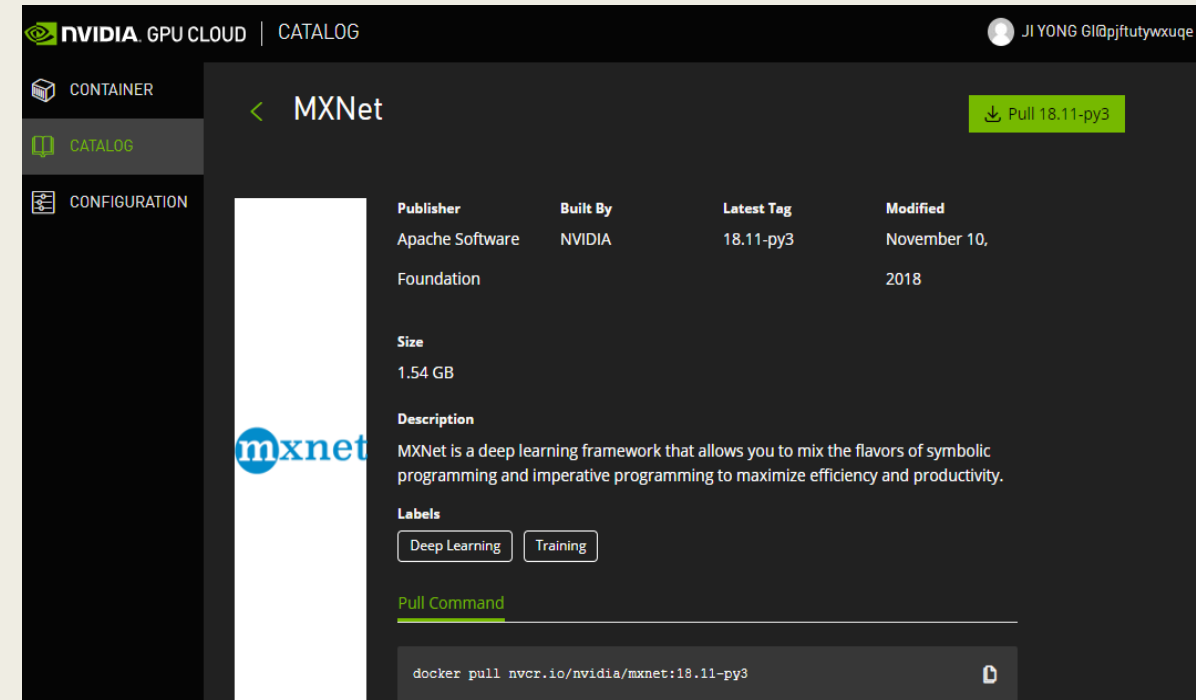 NVIDIA. GPU CLOUD | CATALOG
JI YONG GI@pjftutywxuqe
CONTAINER
CATALOG
CONFIGURATION
MXNet
Pull 18.11-py3
Publisher
Apache Software
Foundation
Built By
NVIDIA
Latest Tag
18.11-py3
Modified
November 10,
2018
Size
1.54 GB
mxnet
Description
MXNet is a deep learning framework that allows you to mix the flavors of symbolic
programming and imperative programming to maximize efficiency and productivity.
Labels
Deep Learning
Training
Pull Command
docker pull nvcr.io/nvidia/mxnet:18.11-py3